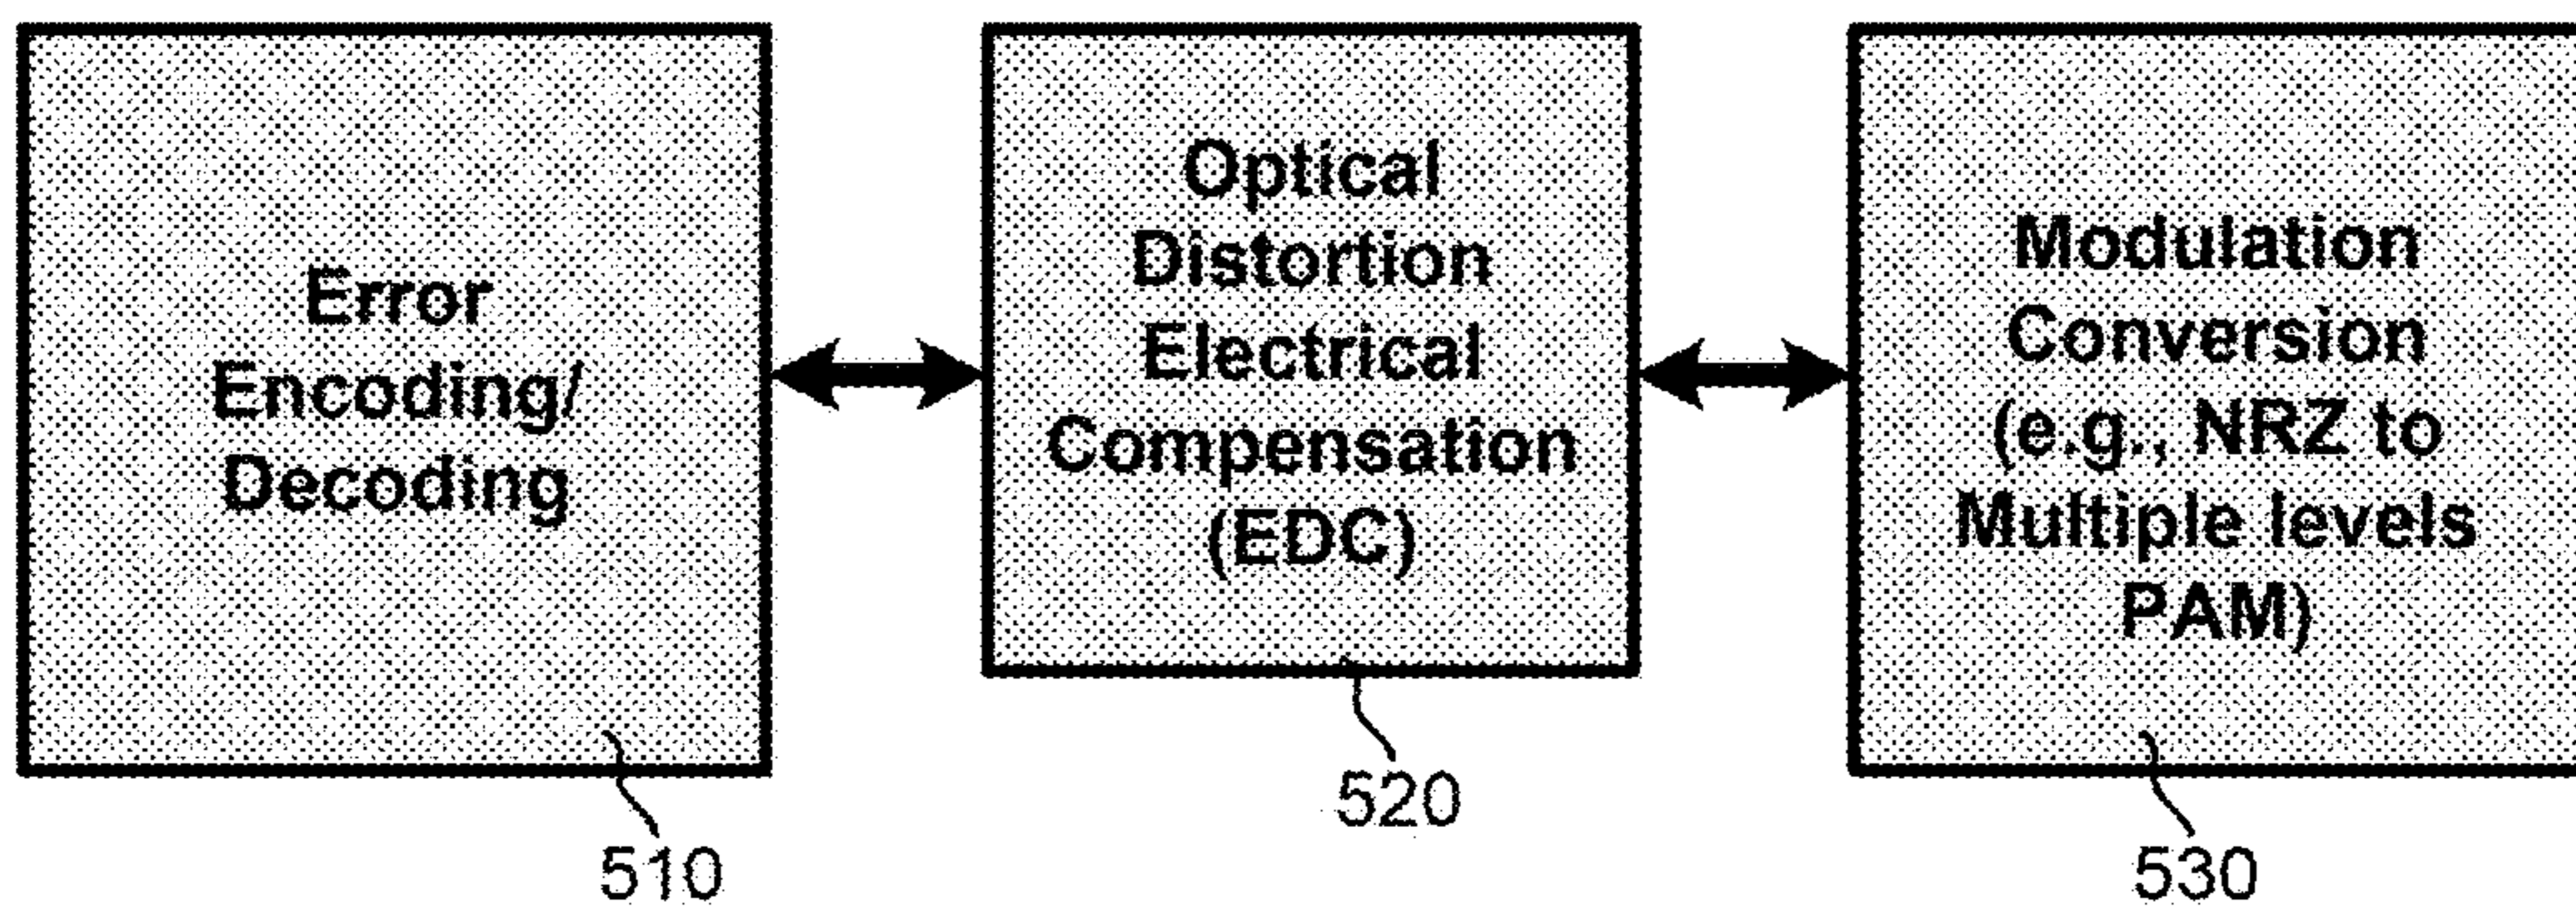 Error
Encoding/
Decoding
Optical
Distortion
Electrical
Compensation
(EDC)
Modulation
Conversion
(e.g., NRZ to
Multiple levels
PAM)
510
520
530